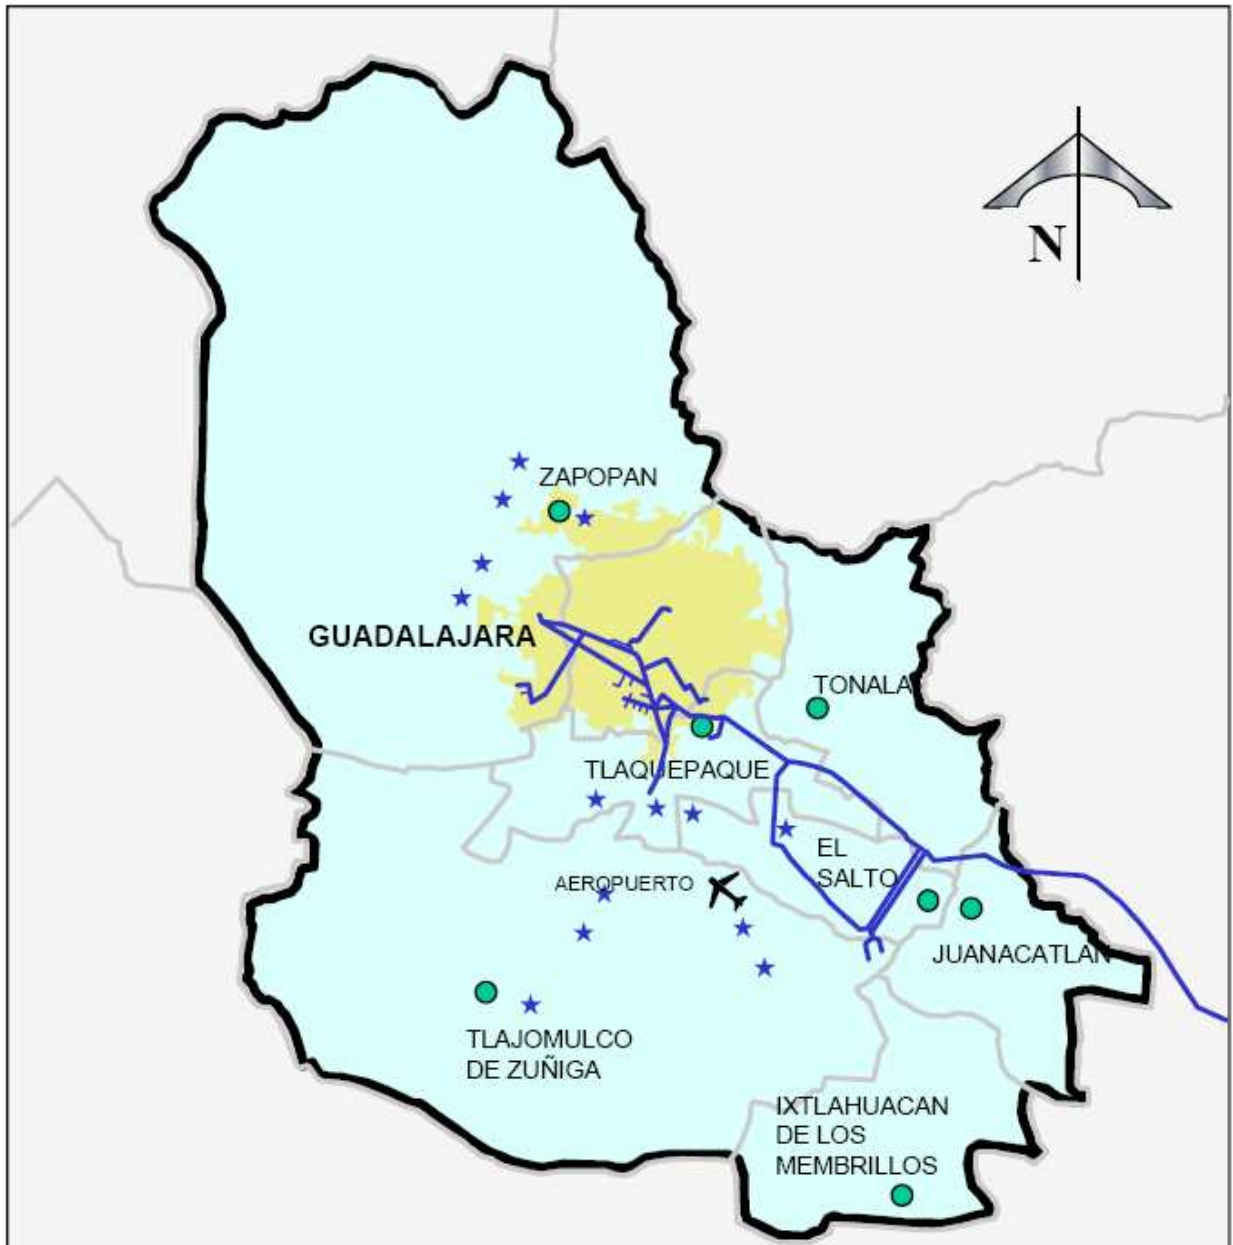 N
ZAPOPAN
GUADALAJARA
TONALA
TLAQUEPAQUE
EL
SALTO
AEROPUERTO
JUANACATLAN
TLAJOMULCO
DE ZUÑIGA
IXTLAHUACAN
DE LOS
MEMBRILLOS